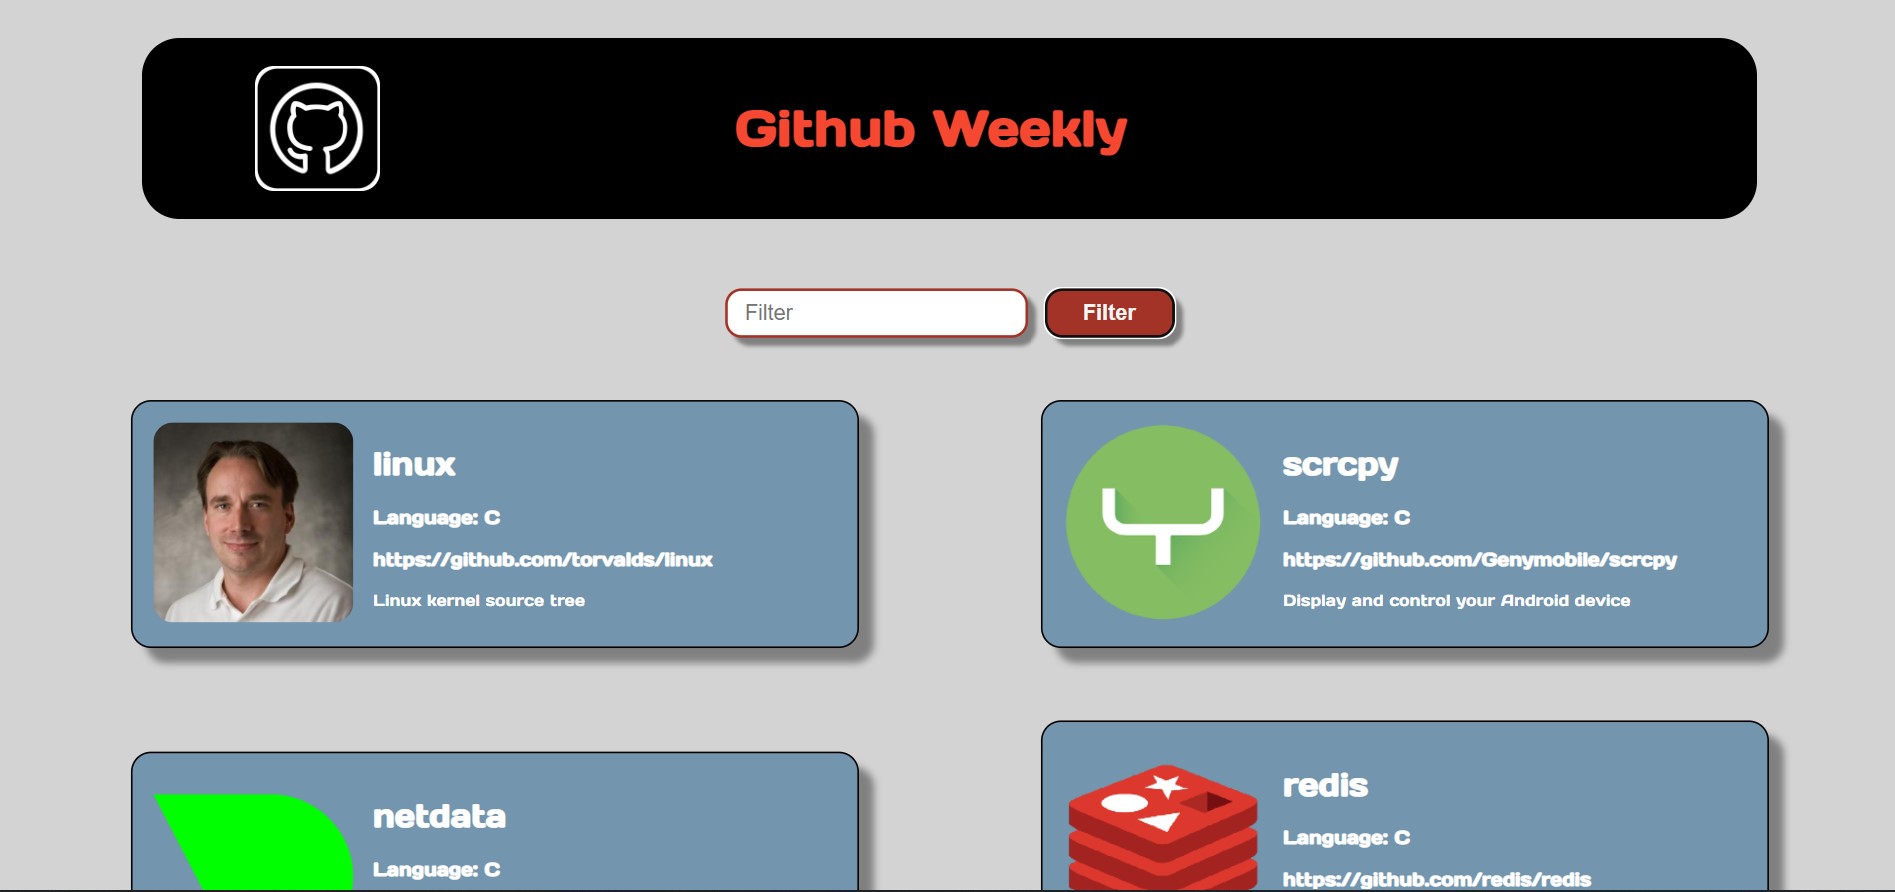 Github Weekly
Filter
Filter
linux
Language: C
https://github.com/torvalds/linux
Linux kernel source tree
scrcpy
Language: C
https://github.com/Genymobile/scrcpy
Display and control your Android device
netdata
Language: C
redis
Language: C
https://github.com/redis/redis